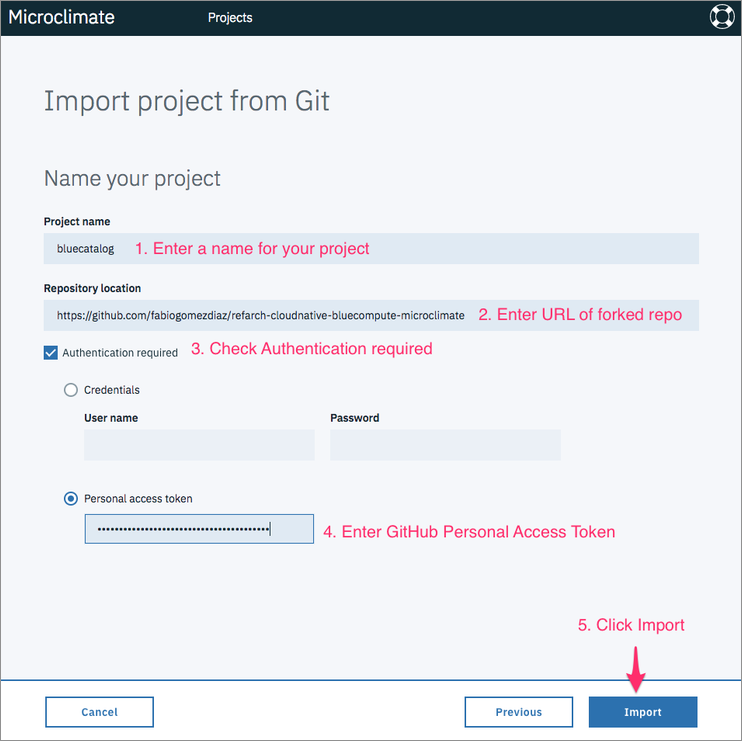 Microclimate
Projects
Import project from Git
Name your project
Project name
bluecatalog
1. Enter a name for your project
Repository location
https://github.com/fabiogomezdiaz/refarch-cloudnative-bluecompute-microclimate
2. Enter URL of forked repo
Authentication required
3. Check Authentication required
Credentials
User name
Password
Personal access token
4. Enter GitHub Personal Access Token
5. Click Import
Cancel
Previous
Import